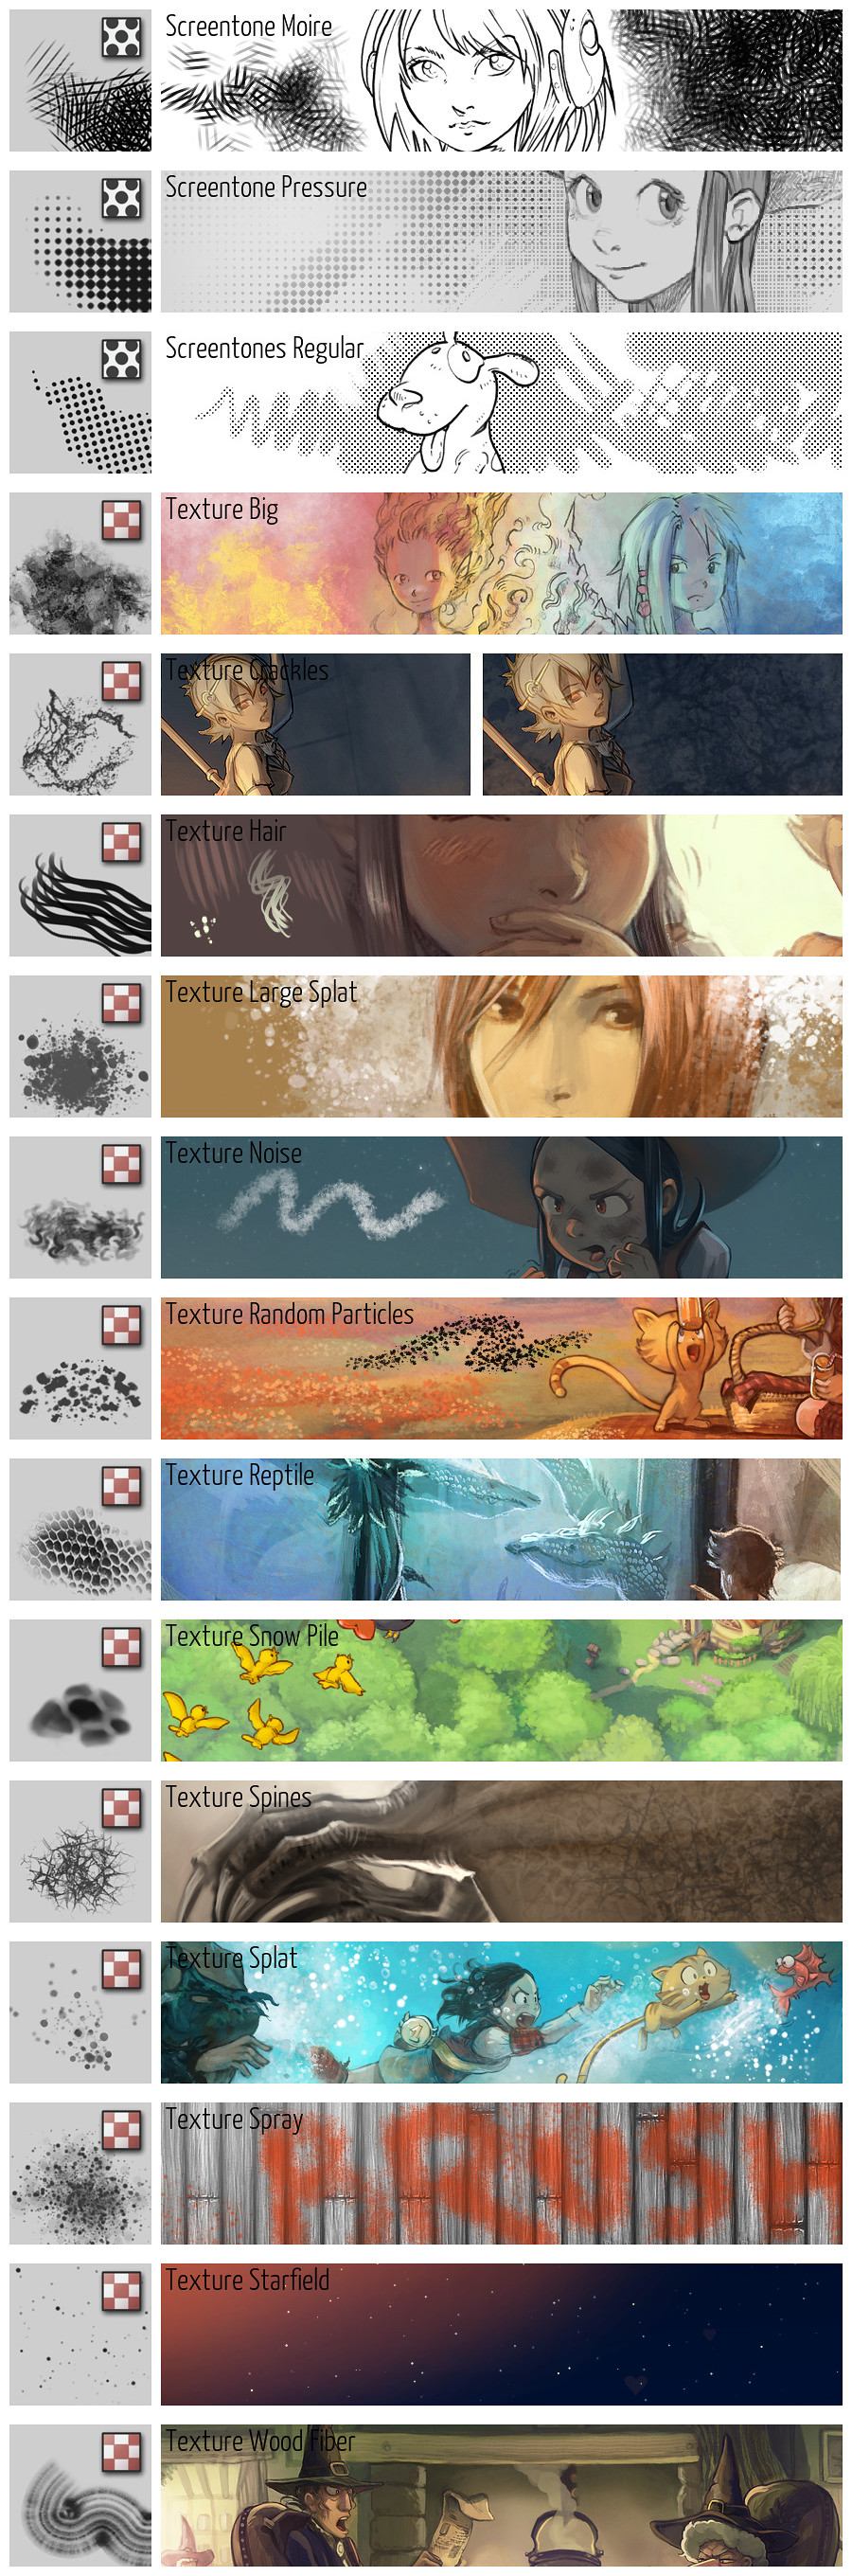 Screentone Moire
Screentone Pressure
Screentones Regular
Texture Big
Texture Crackles
Texture Hair
Texture Large Splat
Texture Noise
Texture Random Particles
Texture Reptile
Texture Snow Pile
Texture Spines
Texture Splat
Texture Spray
BRUSH
Texture Starfield
Texture Wood Fiber